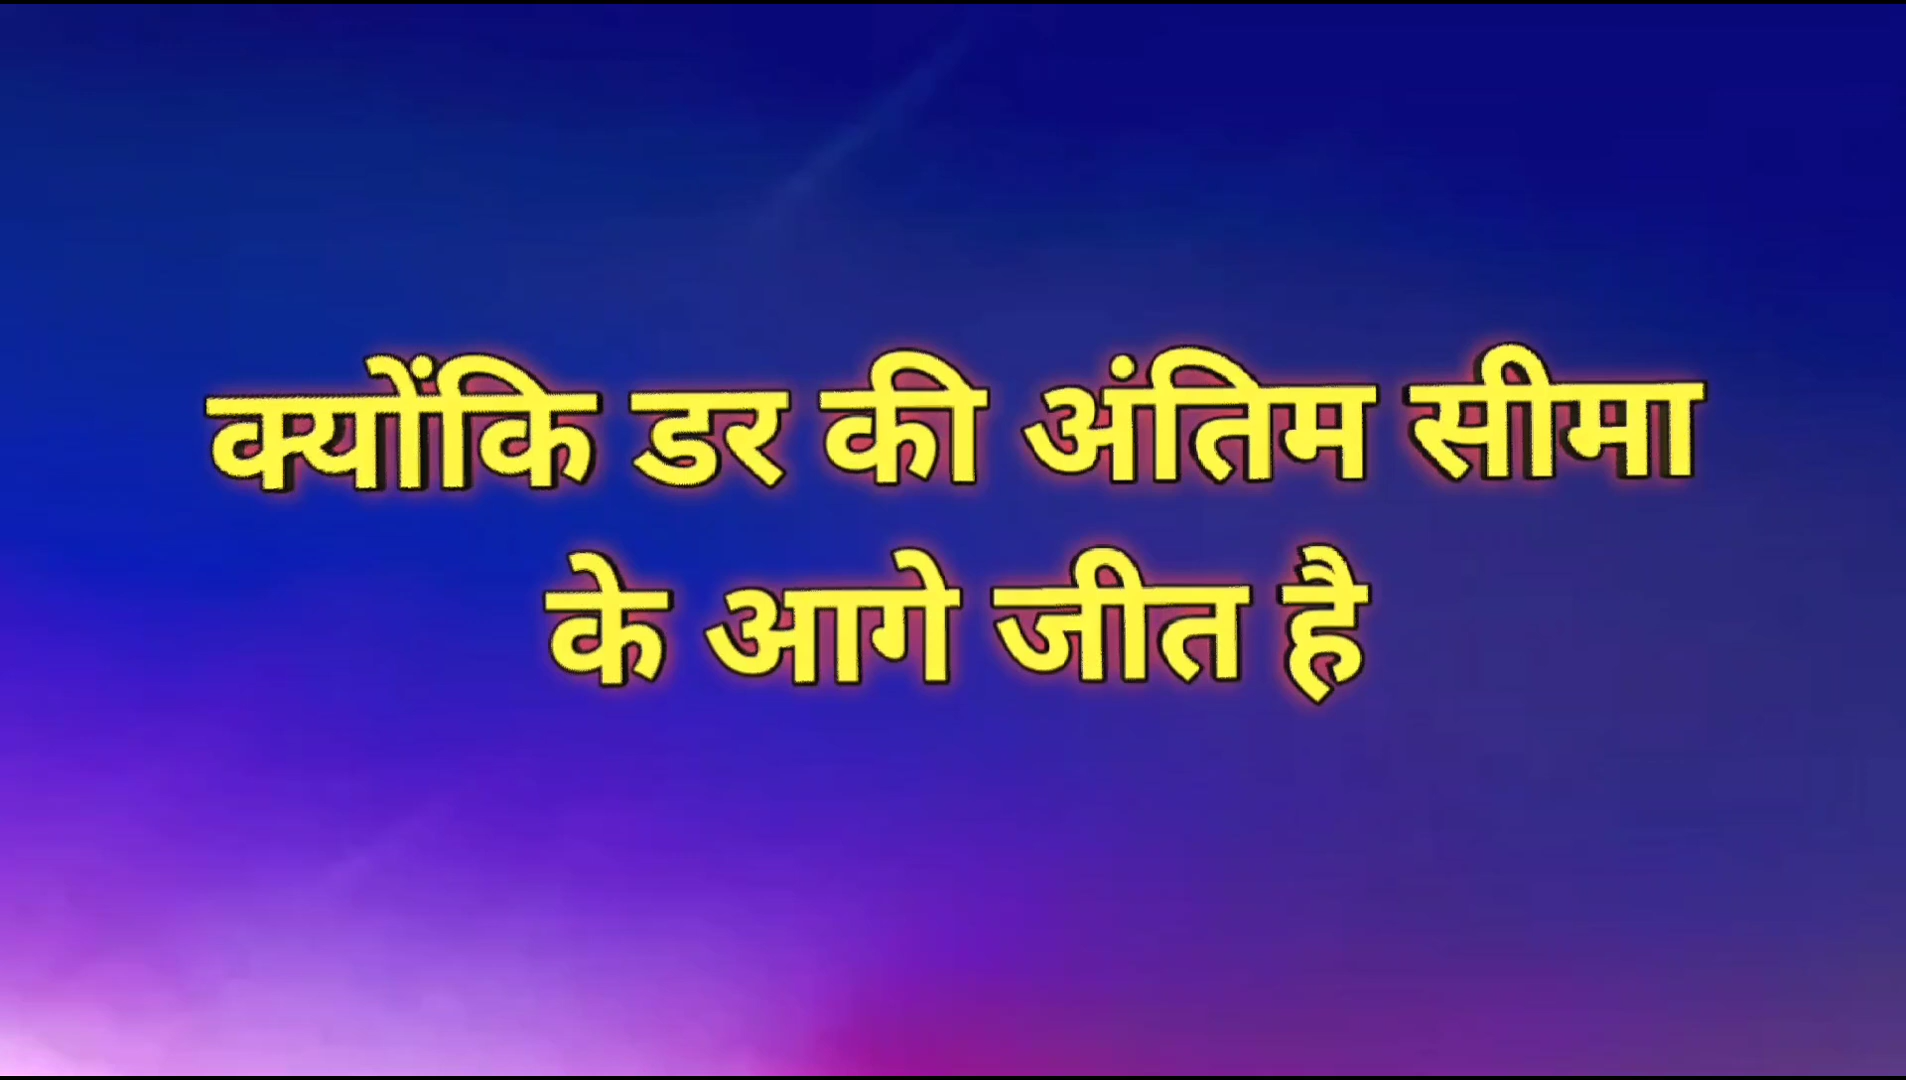 क्योंकि डर की अंतिम सीमा
के आगे जीत है